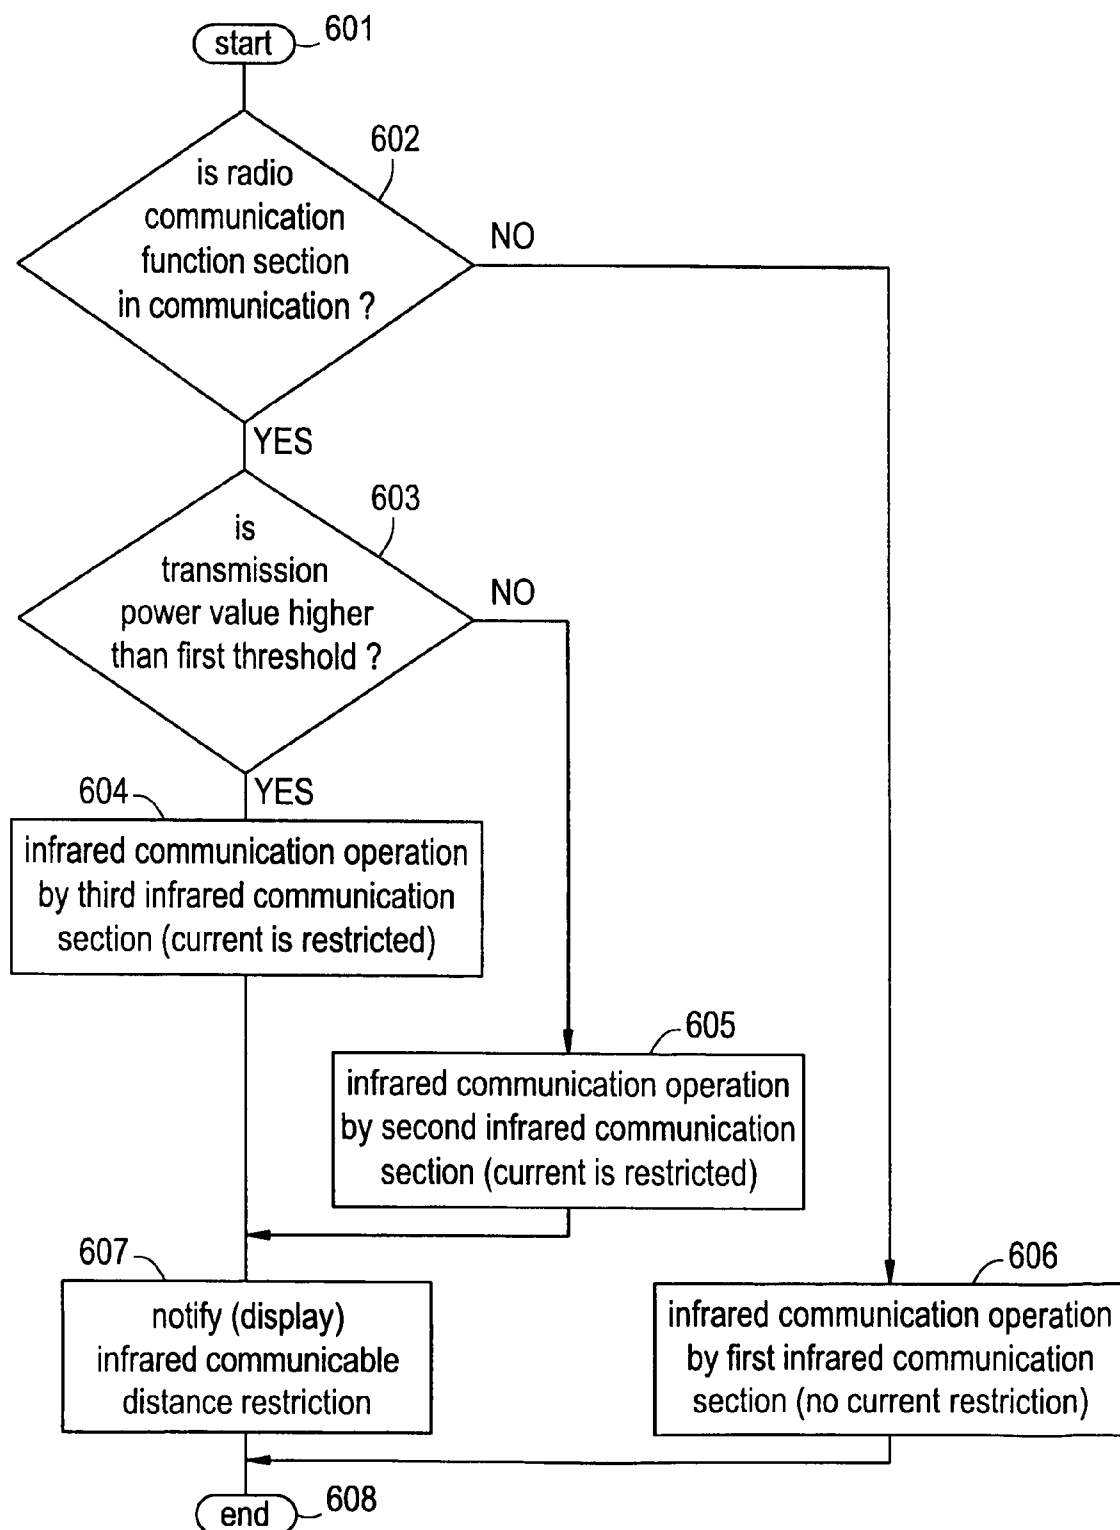 start
601
602
is radio
communication
function section
in communication ?
NO
YES
603
is
transmission
power value higher
than first threshold ?
NO
YES
604
infrared communication operation
by third infrared communication
section (current is restricted)
605
infrared communication operation
by second infrared communication
section (current is restricted)
607
notify (display)
infrared communicable
distance restriction
606
infrared communication operation
by first infrared communication
section (no current restriction)
end
608